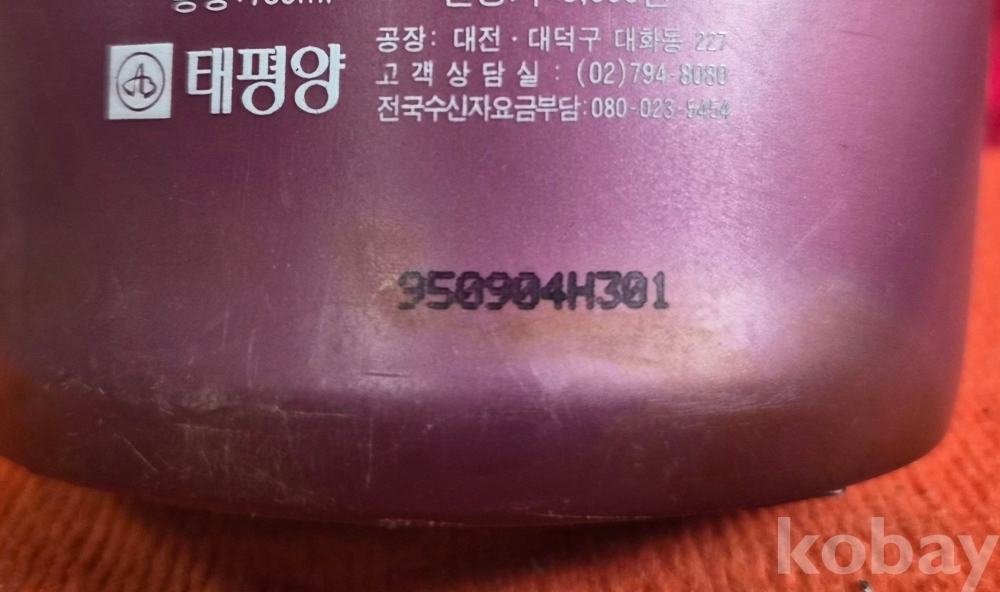 태평양
공장: 대전·대덕구 대화동 227
고객상담실 : (02)794-8080
전국수신자요금부담:080-023-5454
950904H301
kobay